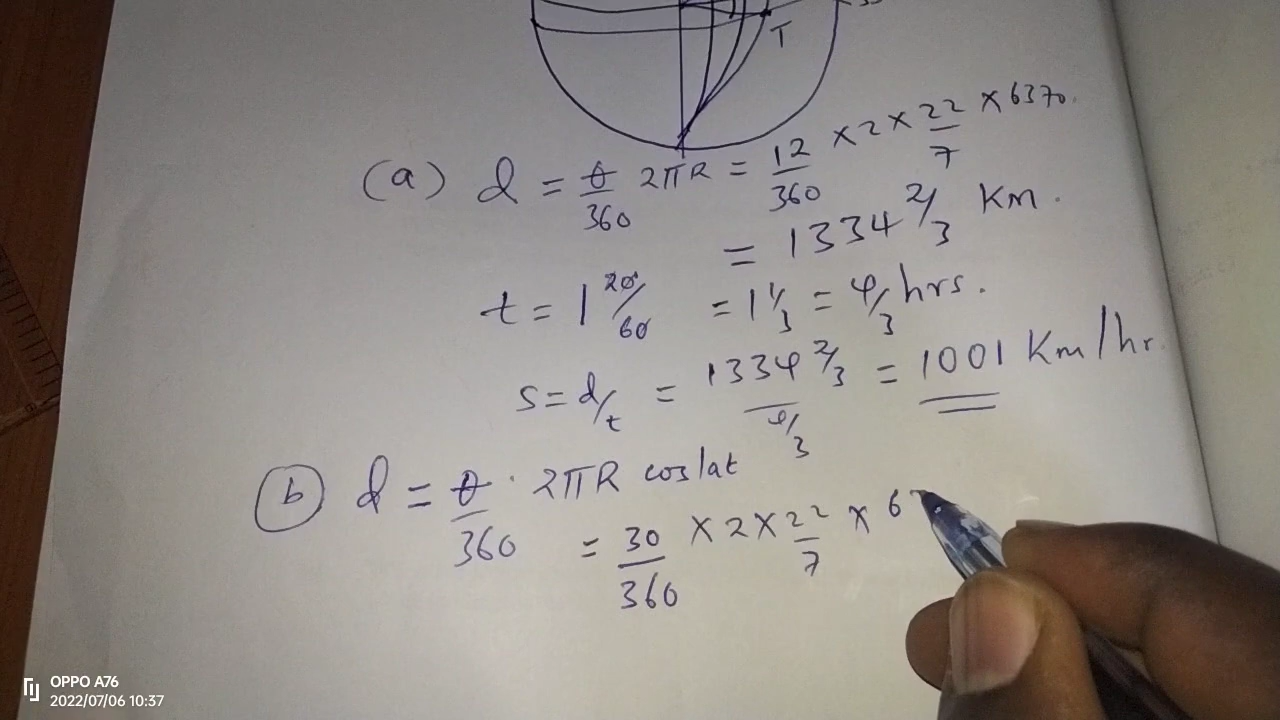 T
(a) d = θ/360 2πR = 12/360 × 2 × 22/7 × 6370.
= 1334 2/3 Km.
t = 1 20/60 = 1 1/3 = 4/3 hrs.
s = d/t = 1334 2/3 / 4/3 = 1001 Km/hr.
(b) d = θ/360 · 2πR cos lat
= 30/360 × 2 × 22/7 × 6
OPPO A76
2022/07/06 10:37